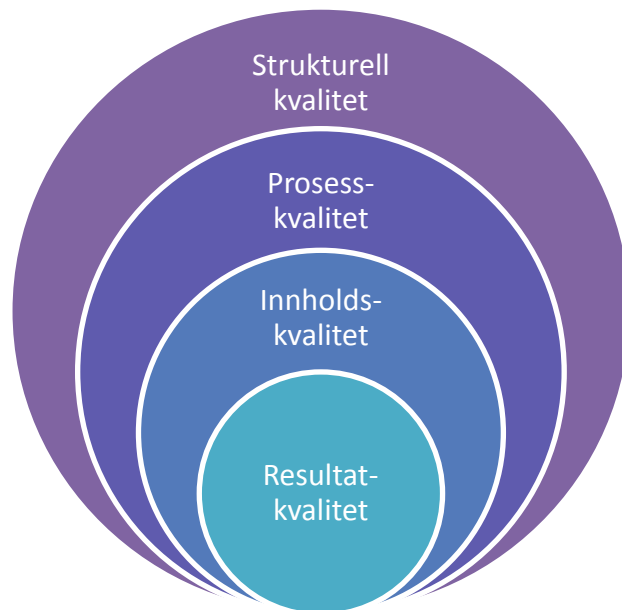 Strukturell
kvalitet
Prosess-
kvalitet
Innholds-
kvalitet
Resultat-
kvalitet